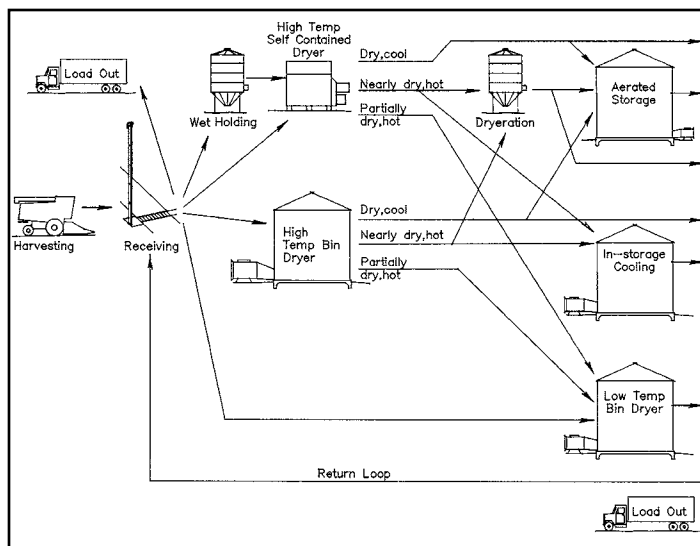 High Temp
Self Contained
Dryer
Load Out
Wet Holding
Dry,cool
Nearly dry,hot
Partially
dry,hot
Dryeration
Aerated
Storage
Harvesting
Receiving
High
Temp Bin
Dryer
Dry,cool
Nearly dry,hot
Partially
dry,hot
In-storage
Cooling
Low Temp
Bin Dryer
Return Loop
Load Out